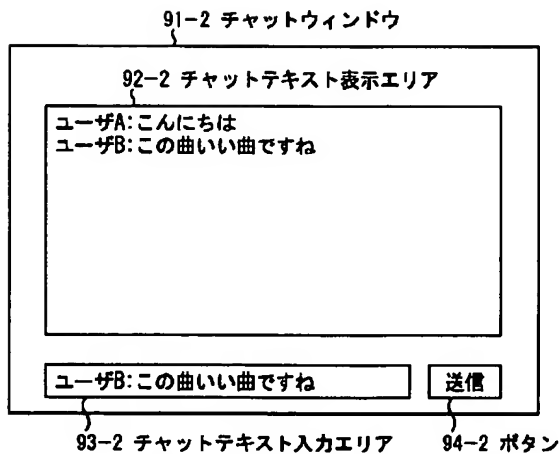 91-2 チャットウィンドウ
92-2 チャットテキスト表示エリア
ユーザA:こんにちは
ユーザB:この曲いい曲ですね
ユーザB:この曲いい曲ですね
送信
93-2 チャットテキスト入力エリア
94-2 ボタン